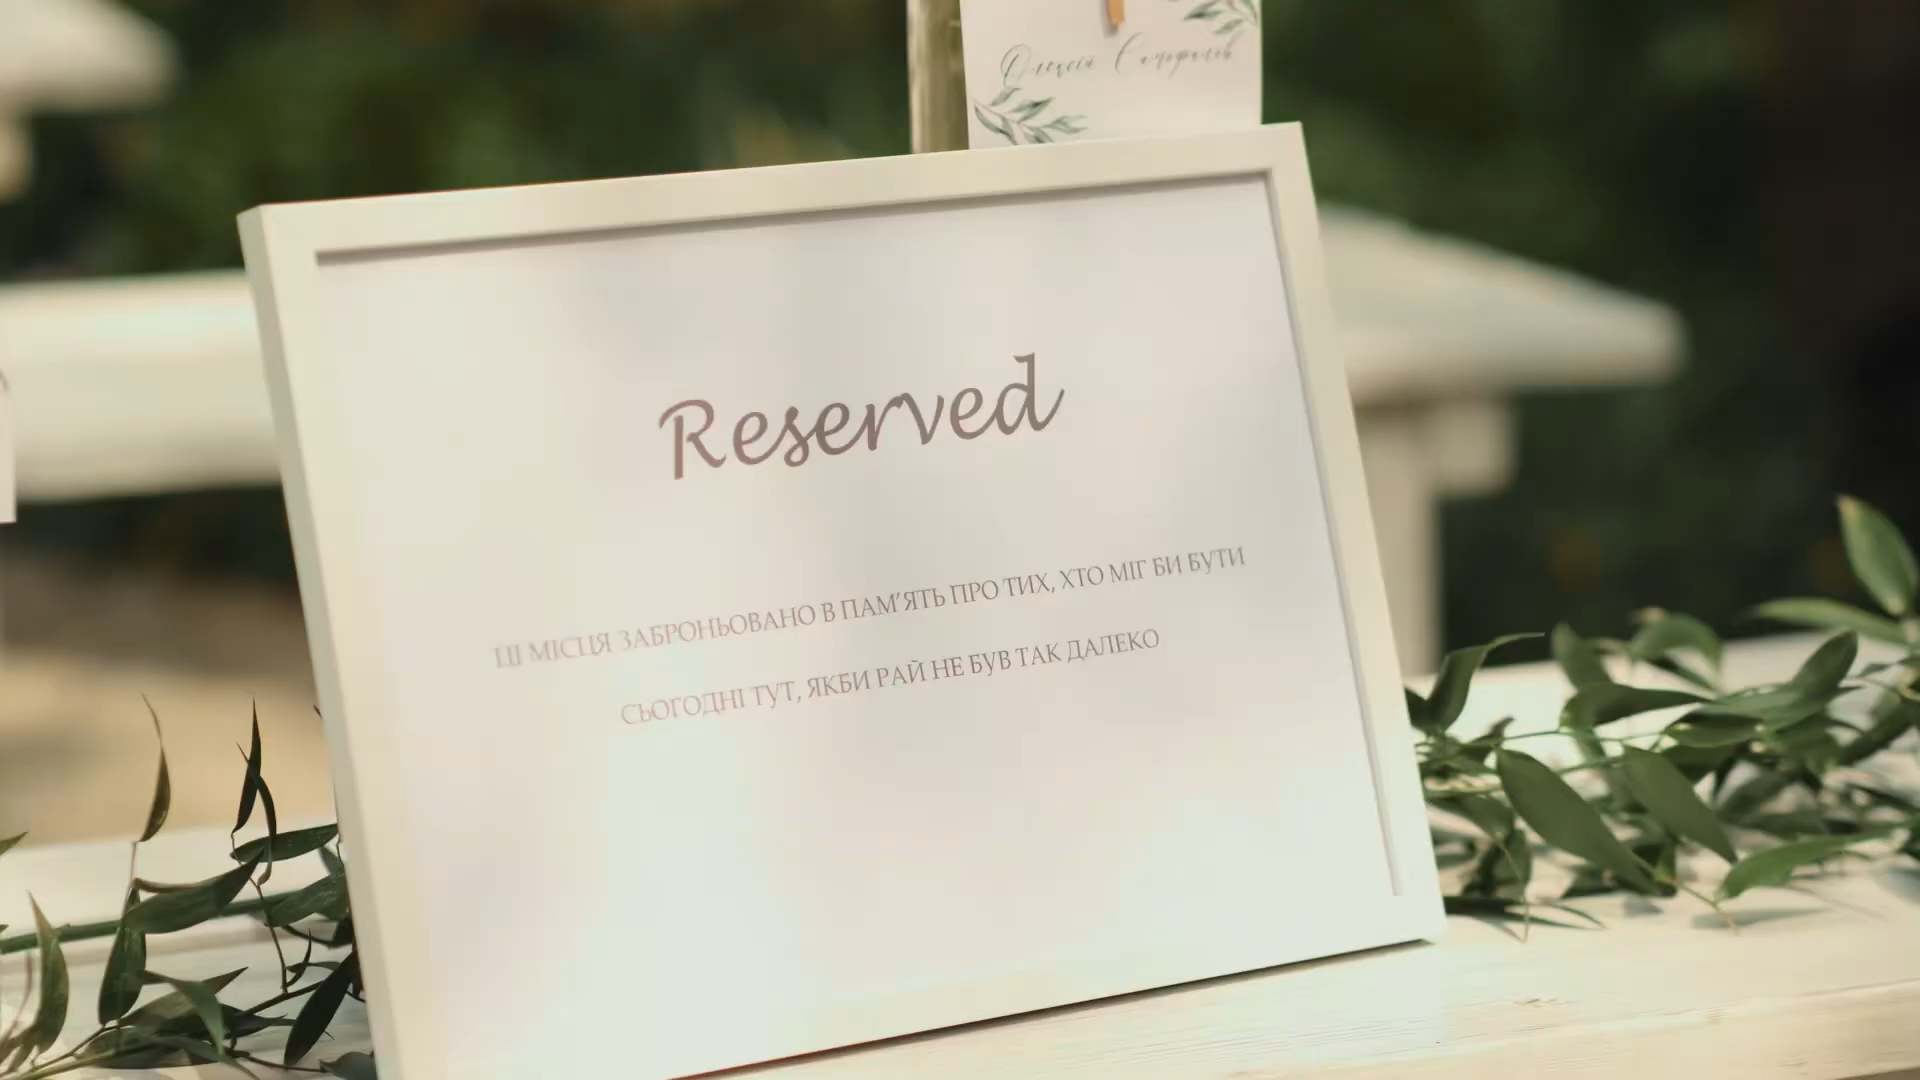 Олексій
Reserved
ЦІ МІСЦЯ ЗАБРОНЬОВАНО В ПАМ'ЯТЬ ПРО ТИХ, ХТО МІГ БИ БУТИ
СЬОГОДНІ ТУТ, ЯКБИ РАЙ НЕ БУВ ТАК ДАЛЕКО